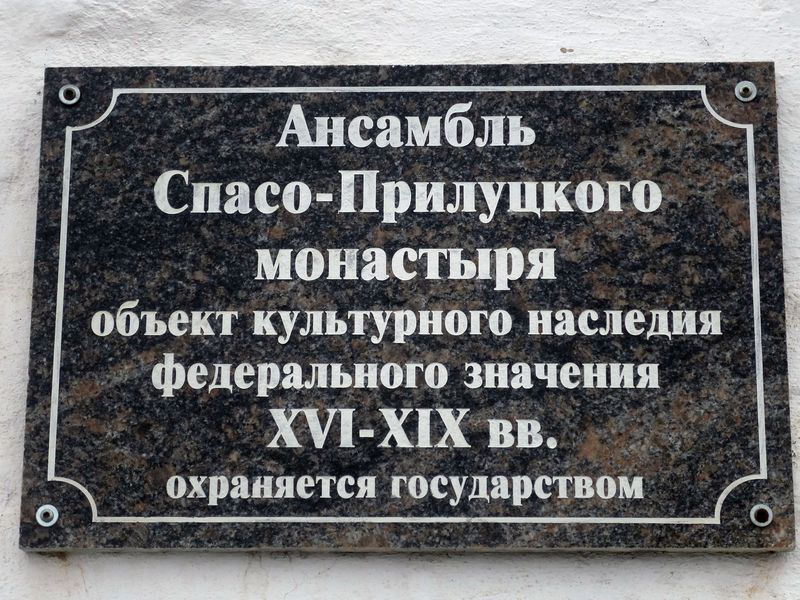 Ансамбль
Спасо-Прилуцкого
монастыря
объект культурного наследия
федерального значения
XVI-XIX вв.
охраняется государством